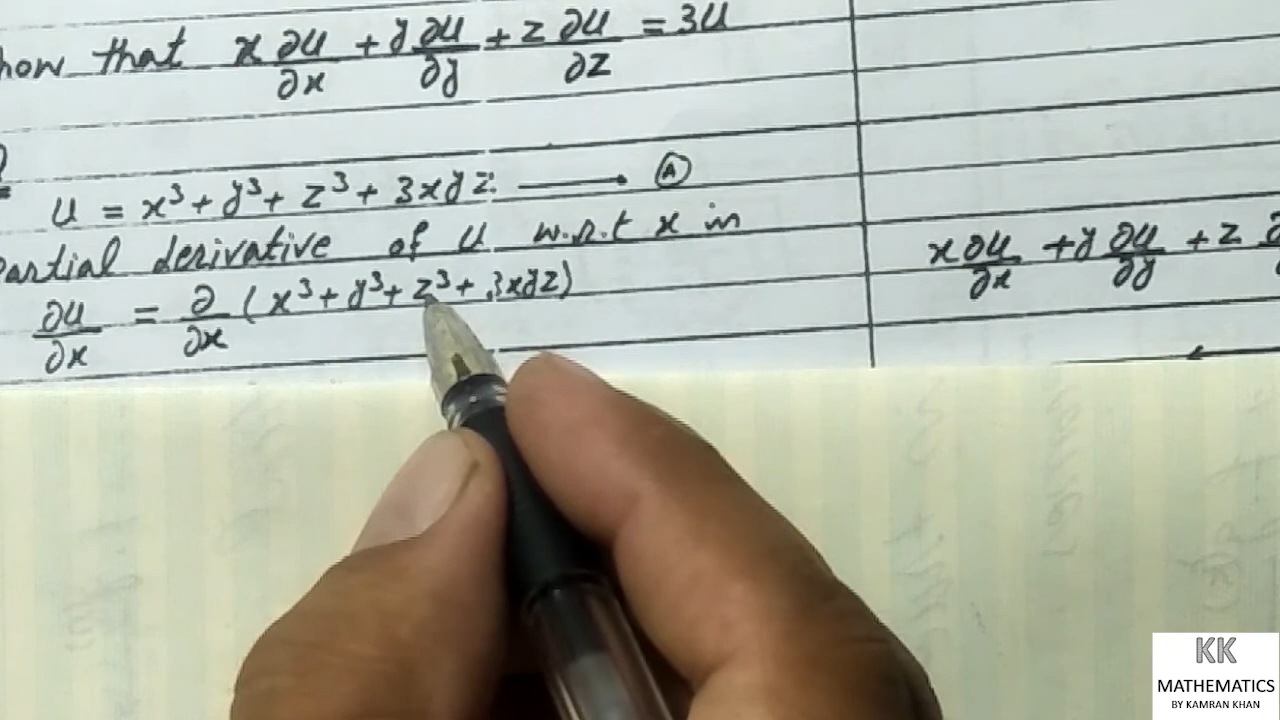 how that x ∂u/∂x + y ∂u/∂y + z ∂u/∂z = 3u
u = x³ + y³ + z³ + 3xyz. → Ⓐ
Partial derivative of u w.r.t x in
∂u/∂x = ∂/∂x (x³ + y³ + z³ + 3xyz)
x ∂u/∂x + y ∂u/∂y + z ∂
KK
MATHEMATICS
BY KAMRAN KHAN